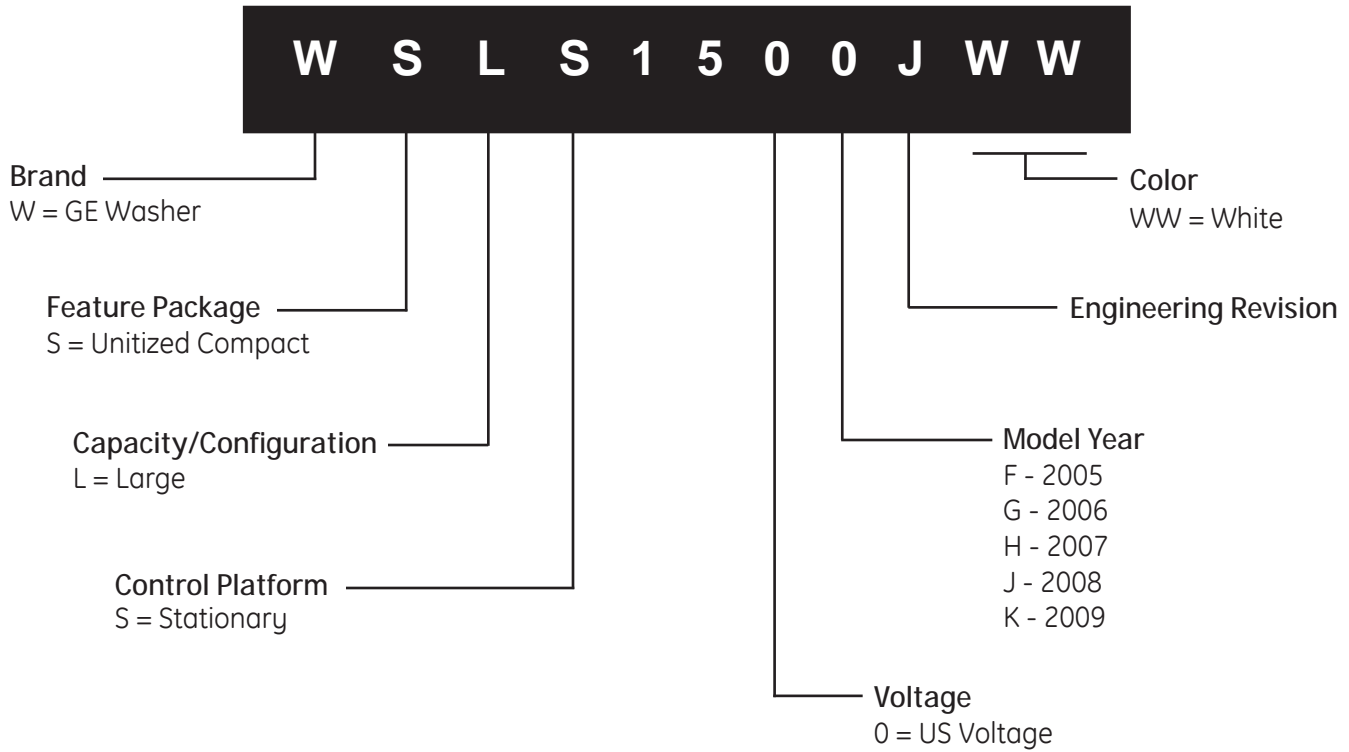 W S L S 1 5 0 0 J W W
Brand
W = GE Washer
Color
WW = White
Feature Package
S = Unitized Compact
Engineering Revision
Capacity/Configuration
L = Large
Model Year
F - 2005
G - 2006
H - 2007
J - 2008
K - 2009
Control Platform
S = Stationary
Voltage
0 = US Voltage